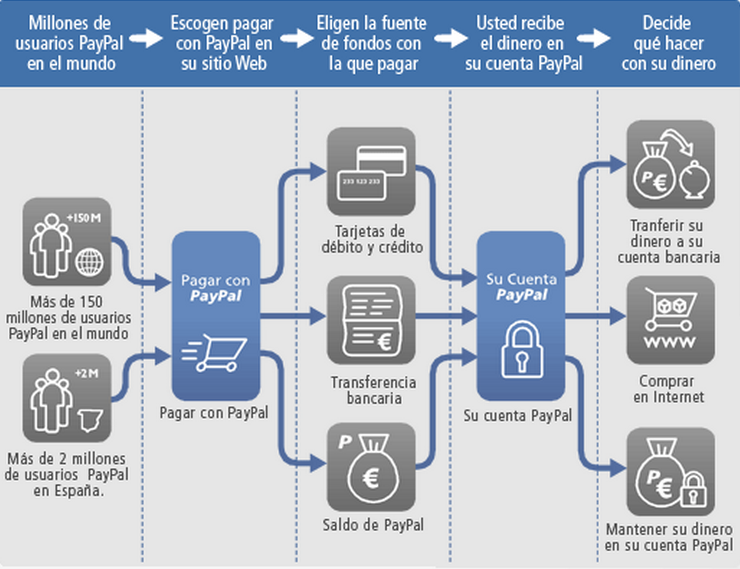 Millones de
usuarios PayPal
en el mundo
Escogen pagar
con PayPal en
su sitio Web
Eligen la fuente
de fondos con
la que pagar
Usted recibe
el dinero en
su cuenta PayPal
Decide
qué hacer
con su dinero
+150 M
Más de 150
millones de usuarios
PayPal en el mundo
+2 M
Más de 2 millones
de usuarios PayPal
en España.
Pagar con
PayPal
Pagar con PayPal
233 123 233
Tarjetas de
débito y crédito
€
Transferencia
bancaria
P
€
Saldo de PayPal
Su Cuenta
PayPal
Su cuenta PayPal
P€
Tranferir su
dinero a su
cuenta bancaria
WWW
Comprar
en Internet
P€
Mantener su dinero
en su cuenta PayPal